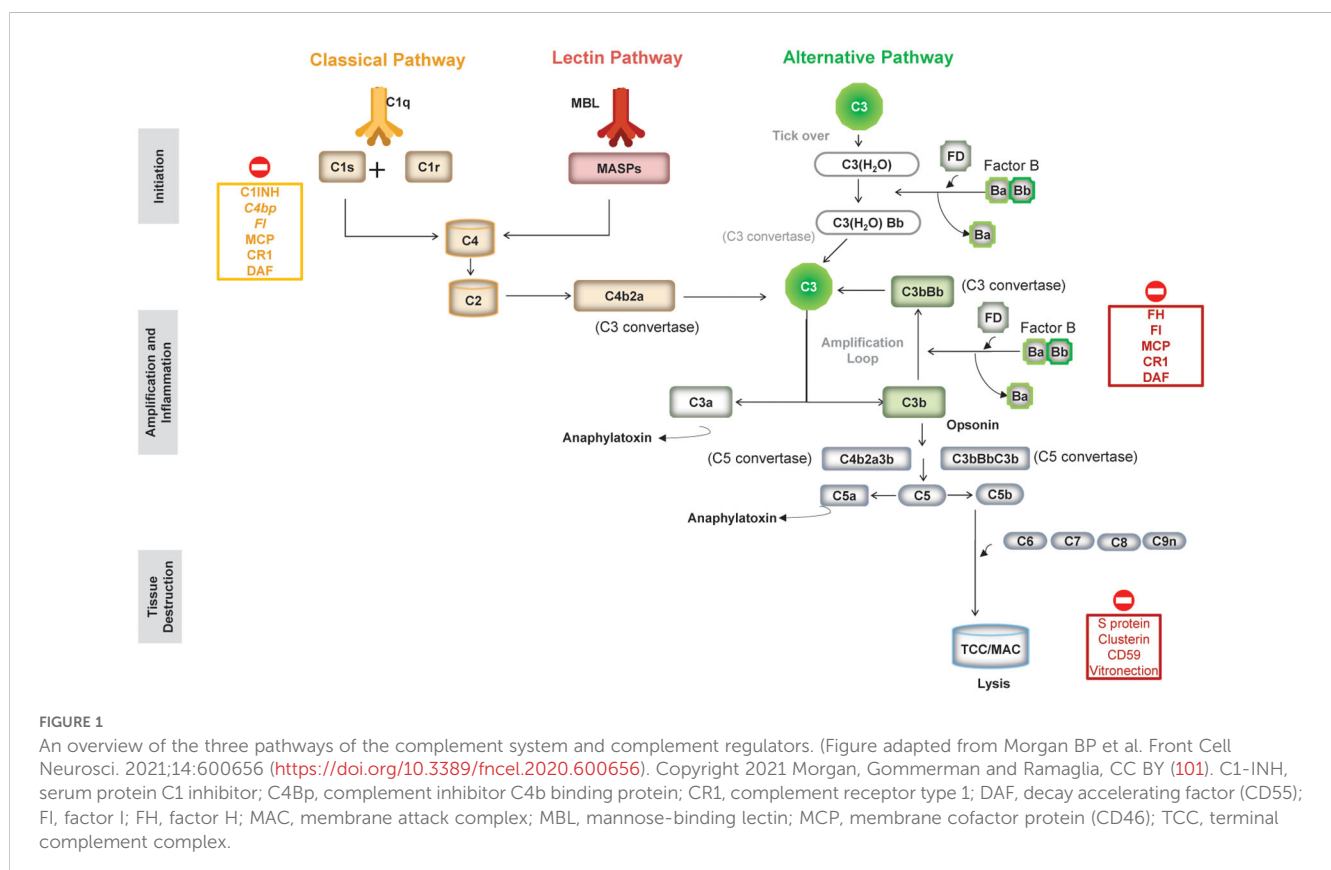 Classical Pathway
Lectin Pathway
Alternative Pathway
C1q
MBL
C3
Tick over
Initiation
C1s
+
C1r
MASPs
C3(H₂O)
FD
Factor B
Ba
Bb
C1INH
C4bp
FI
MCP
CR1
DAF
C3(H₂O) Bb
Ba
(C3 convertase)
C4
C2
C4b2a
(C3 convertase)
C3
C3bBb
(C3 convertase)
Amplification and
Inflammation
FD
Factor B
Amplification
Loop
Ba
Bb
Ba
FH
FI
MCP
CR1
DAF
C3a
C3b
Anaphylatoxin
Opsonin
(C5 convertase)
C4b2a3b
C3bBbC3b
(C5 convertase)
C5a
C5
C5b
Anaphylatoxin
C6
C7
C8
C9n
Tissue
Destruction
TCC/MAC
Lysis
S protein
Clusterin
CD59
Vitronection
FIGURE 1
An overview of the three pathways of the complement system and complement regulators. (Figure adapted from Morgan BP et al. Front Cell
Neurosci. 2021;14:600656 (https://doi.org/10.3389/fncel.2020.600656). Copyright 2021 Morgan, Gommerman and Ramaglia, CC BY (101). C1-INH,
serum protein C1 inhibitor; C4Bp, complement inhibitor C4b binding protein; CR1, complement receptor type 1; DAF, decay accelerating factor (CD55);
FI, factor I; FH, factor H; MAC, membrane attack complex; MBL, mannose-binding lectin; MCP, membrane cofactor protein (CD46); TCC, terminal
complement complex.